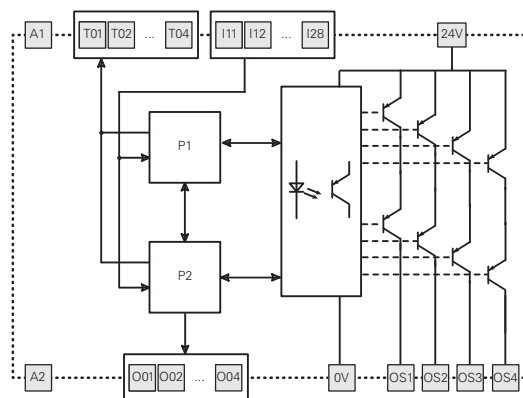 A1 T01 T02 ... T04 I11 I12 ... I28 24V
P1
P2
A2 O01 O02 ... O04 0V OS1 OS2 OS3 OS4